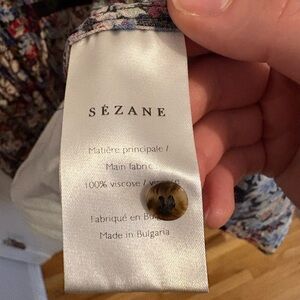 SÉZANE
Matière principale /
Main fabric
100% viscose /
Fabriqué en
Made in Bulgaria